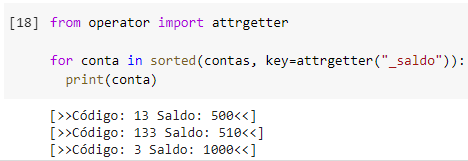 [18] from operator import attrgetter
for conta in sorted(contas, key=attrgetter("_saldo")):
print(conta)
[>>Código: 13 Saldo: 500<<]
[>>Código: 133 Saldo: 510<<]
[>>Código: 3 Saldo: 1000<<]